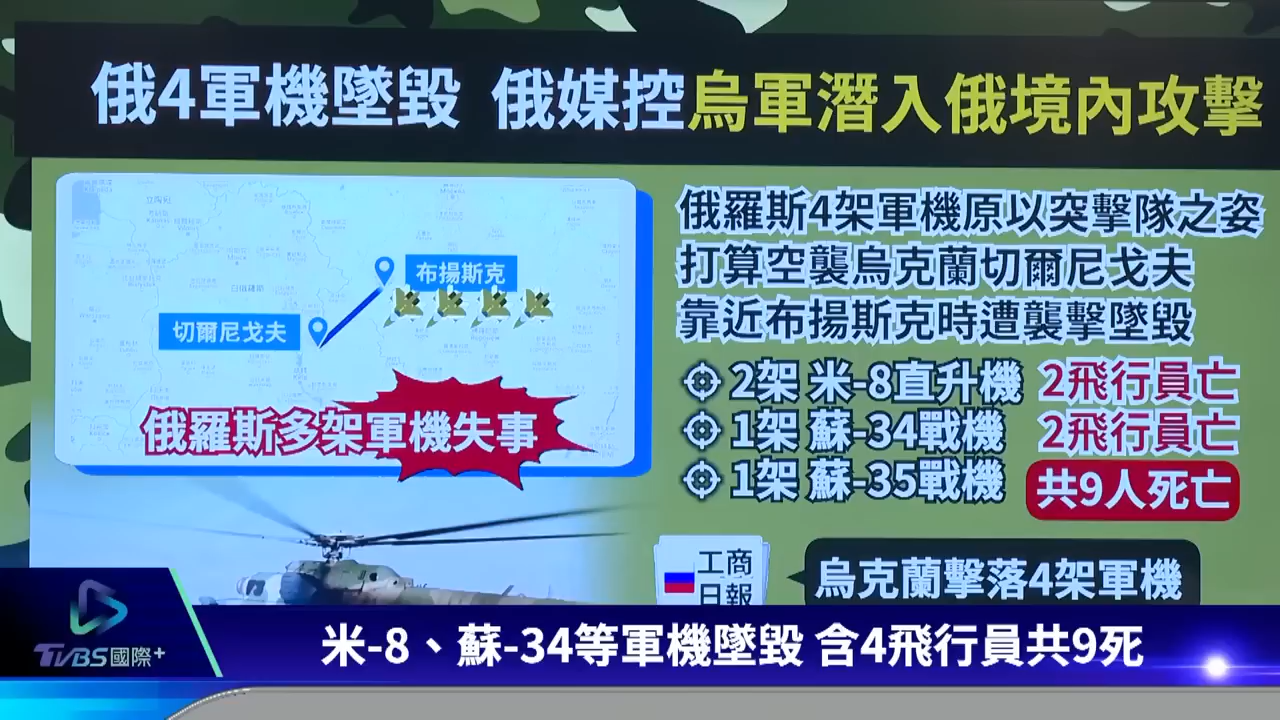 俄4軍機墜毀 俄媒控烏軍潛入俄境內攻擊
布揚斯克
切爾尼戈夫
俄羅斯多架軍機失事
俄羅斯4架軍機原以突擊隊之姿
打算空襲烏克蘭切爾尼戈夫
靠近布揚斯克時遭襲擊墜毀
2架 米-8直升機 2飛行員亡
1架 蘇-34戰機 2飛行員亡
1架 蘇-35戰機 共9人死亡
工商
日報
烏克蘭擊落4架軍機
TVBS國際+
米-8、蘇-34等軍機墜毀 含4飛行員共9死